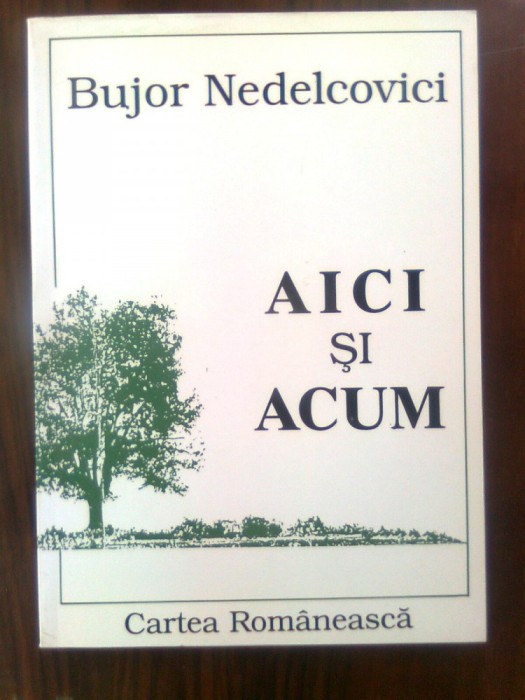 Bujor Nedelcovici
AICI
ŞI
ACUM
Cartea Românească